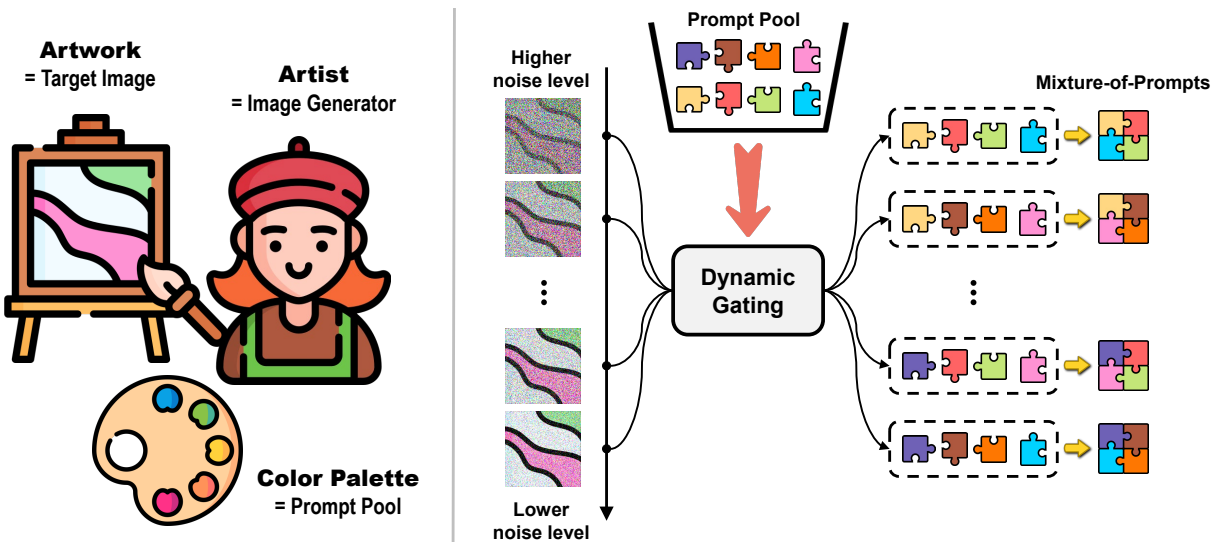 Artwork
= Target Image
Artist
= Image Generator
Color Palette
= Prompt Pool
Prompt Pool
Higher
noise level
Dynamic
Gating
Mixture-of-Prompts
Lower
noise level